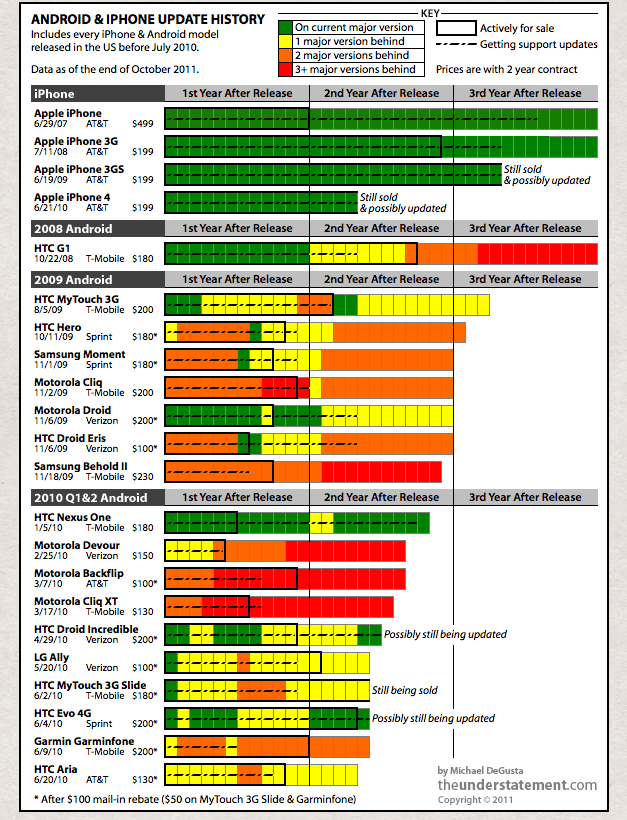 ANDROID & IPHONE UPDATE HISTORY
Includes every iPhone & Android model
released in the US before July 2010.
Data as of the end of October 2011.
KEY
On current major version
1 major version behind
2 major versions behind
3+ major versions behind
Actively for sale
Getting support updates
Prices are with 2 year contract
iPhone 1st Year After Release 2nd Year After Release 3rd Year After Release
Apple iPhone
6/29/07 AT&T $499
Apple iPhone 3G
7/11/08 AT&T $199
Apple iPhone 3GS
6/19/09 AT&T $199
Still sold
& possibly updated
Apple iPhone 4
6/21/10 AT&T $199
Still sold
& possibly updated
2008 Android 1st Year After Release 2nd Year After Release 3rd Year After Release
HTC G1
10/22/08 T-Mobile $180
2009 Android 1st Year After Release 2nd Year After Release 3rd Year After Release
HTC MyTouch 3G
8/5/09 T-Mobile $200
HTC Hero
10/11/09 Sprint $180*
Samsung Moment
11/1/09 Sprint $180*
Motorola Cliq
11/2/09 T-Mobile $200
Motorola Droid
11/6/09 Verizon $200*
HTC Droid Eris
11/6/09 Verizon $100*
Samsung Behold II
11/18/09 T-Mobile $230
2010 Q1&2 Android 1st Year After Release 2nd Year After Release 3rd Year After Release
HTC Nexus One
1/5/10 T-Mobile $180
Motorola Devour
2/25/10 Verizon $150
Motorola Backflip
3/7/10 AT&T $100*
Motorola Cliq XT
3/17/10 T-Mobile $130
HTC Droid Incredible
4/29/10 Verizon $200*
Possibly still being updated
LG Ally
5/20/10 Verizon $100*
HTC MyTouch 3G Slide
6/2/10 T-Mobile $180*
Still being sold
HTC Evo 4G
6/4/10 Sprint $200*
Possibly still being updated
Garmin Garminfone
6/9/10 T-Mobile $200*
HTC Aria
6/20/10 AT&T $130*
* After $100 mail-in rebate ($50 on MyTouch 3G Slide & Garminfone)
by Michael DeGusta
theunderstatement.com
Copyright © 2011